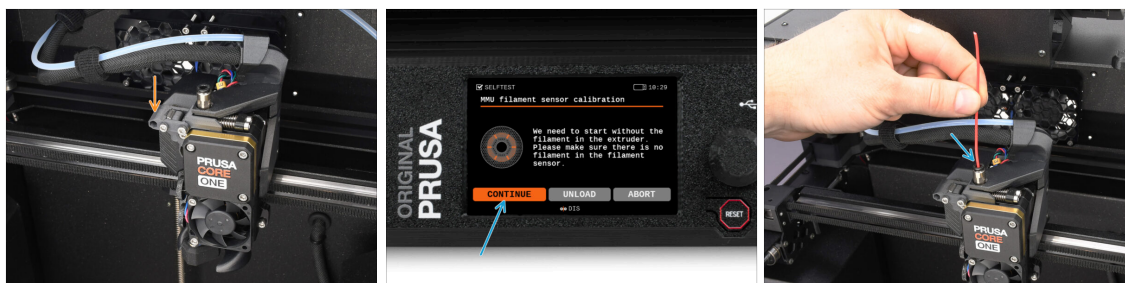 PRUSA
CORE
ONE
ORIGINAL
PRUSA
SELFTEST
10:29
MMU filament sensor calibration
We need to start without the
filament in the extruder.
Please make sure there is no
filament in the filament
sensor.
CONTINUE
UNLOAD
ABORT
DIS
RESET
PRUSA
CORE
ONE